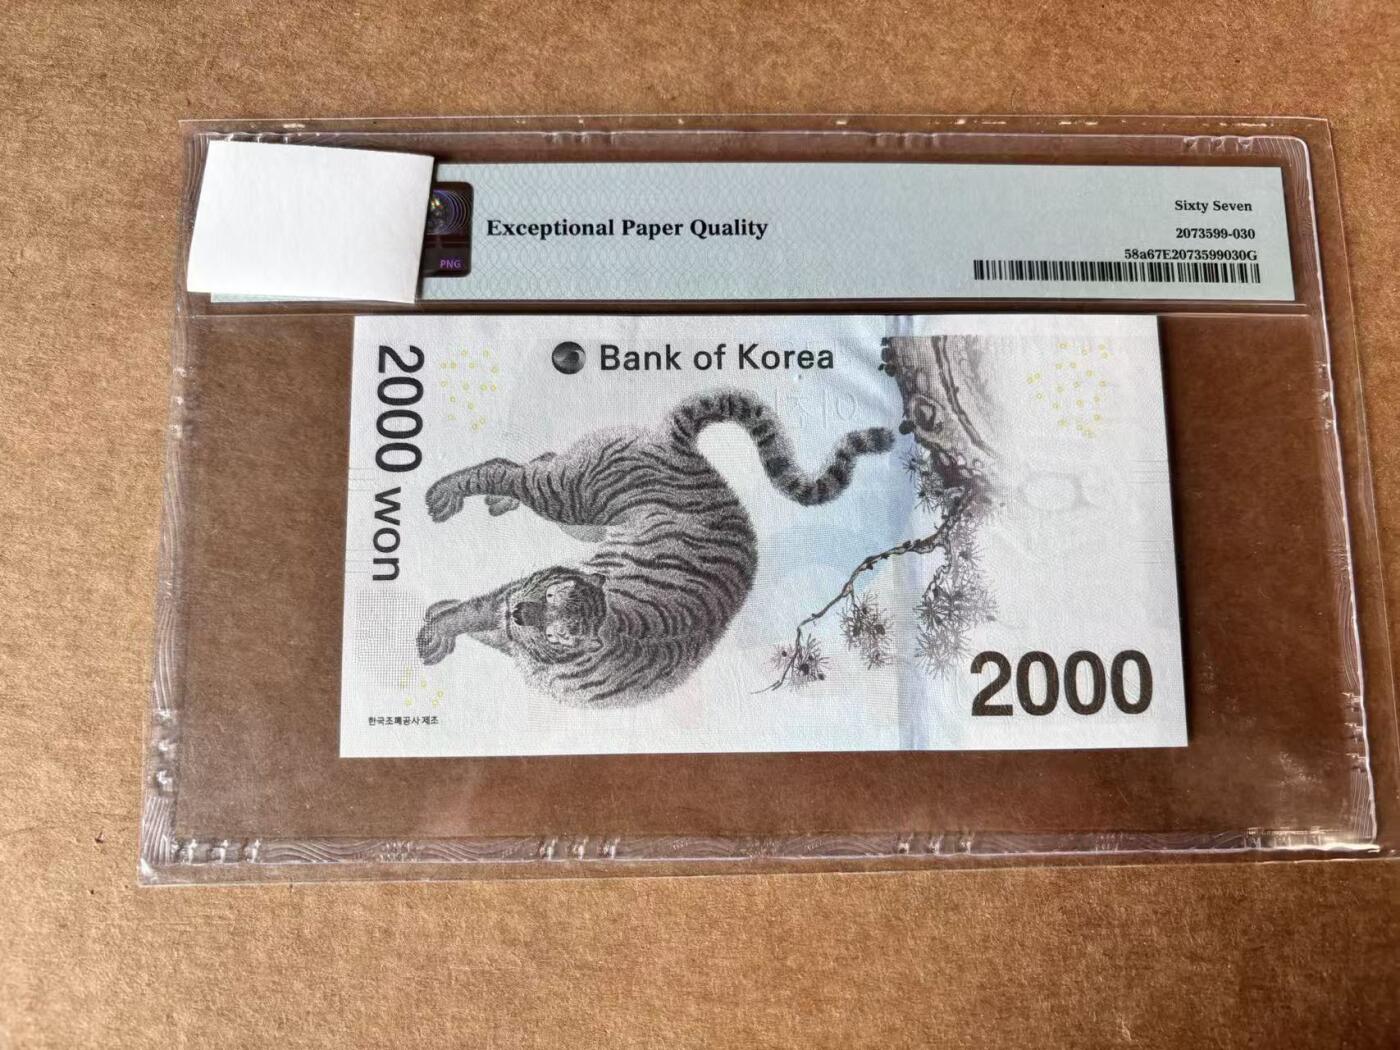 Exceptional Paper Quality
Sixty Seven
2073599-030
58a67E2073599030G
PNG
Bank of Korea
2000 won
2000
한국조폐공사 제조